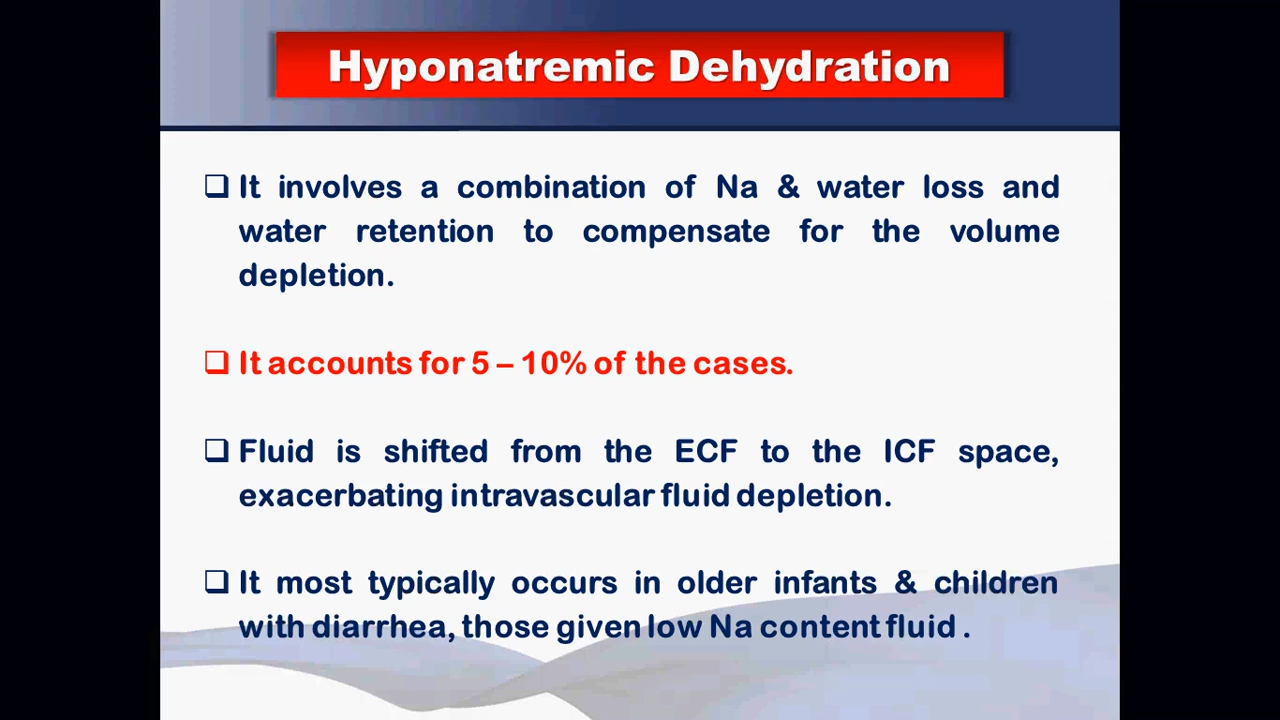 Hyponatremic Dehydration
❑ It involves a combination of Na & water loss and
water retention to compensate for the volume
depletion.
❑ It accounts for 5 – 10% of the cases.
❑ Fluid is shifted from the ECF to the ICF space,
exacerbating intravascular fluid depletion.
❑ It most typically occurs in older infants & children
with diarrhea, those given low Na content fluid .